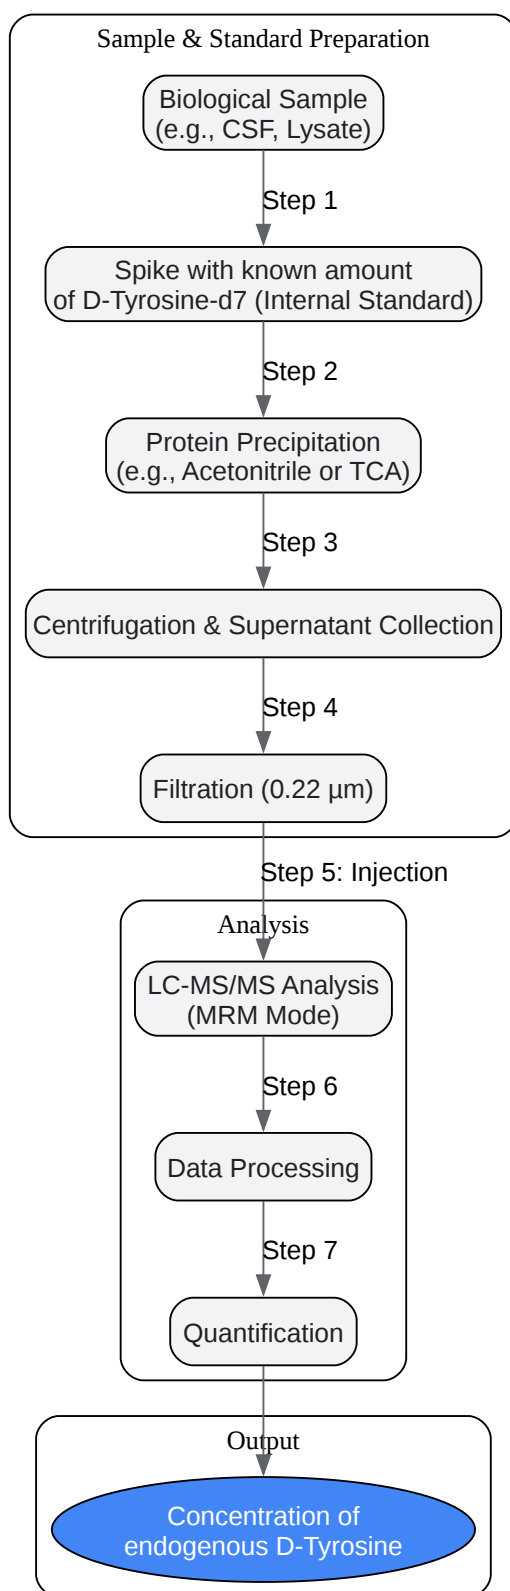 Sample & Standard Preparation
Biological Sample
(e.g., CSF, Lysate)
Step 1
Spike with known amount
of D-Tyrosine-d7 (Internal Standard)
Step 2
Protein Precipitation
(e.g., Acetonitrile or TCA)
Step 3
Centrifugation & Supernatant Collection
Step 4
Filtration (0.22 µm)
Step 5: Injection
Analysis
LC-MS/MS Analysis
(MRM Mode)
Step 6
Data Processing
Step 7
Quantification
Output
Concentration of
endogenous D-Tyrosine